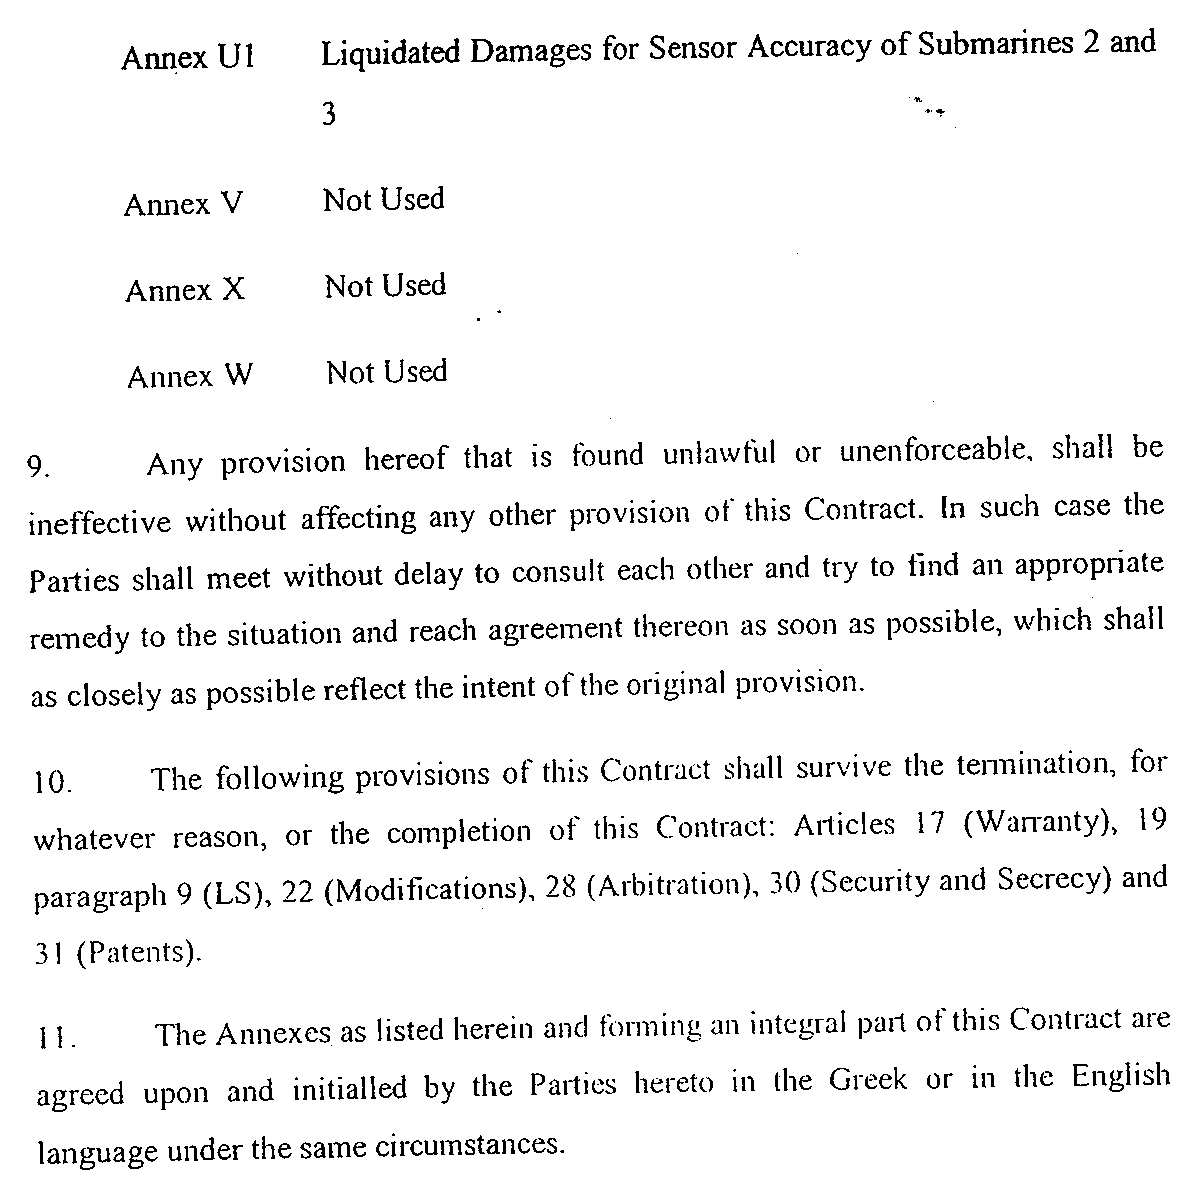 Annex U1 Liquidated Damages for Sensor Accuracy of Submarines 2 and
3
Annex V Not Used
Annex X Not Used
Annex W Not Used
9. Any provision hereof that is found unlawful or unenforceable, shall be
ineffective without affecting any other provision of this Contract. In such case the
Parties shall meet without delay to consult each other and try to find an appropriate
remedy to the situation and reach agreement thereon as soon as possible, which shall
as closely as possible reflect the intent of the original provision.
10. The following provisions of this Contract shall survive the termination, for
whatever reason, or the completion of this Contract: Articles 17 (Warranty), 19
paragraph 9 (LS), 22 (Modifications), 28 (Arbitration), 30 (Security and Secrecy) and
31 (Patents).
11. The Annexes as listed herein and forming an integral part of this Contract are
agreed upon and initialled by the Parties hereto in the Greek or in the English
language under the same circumstances.